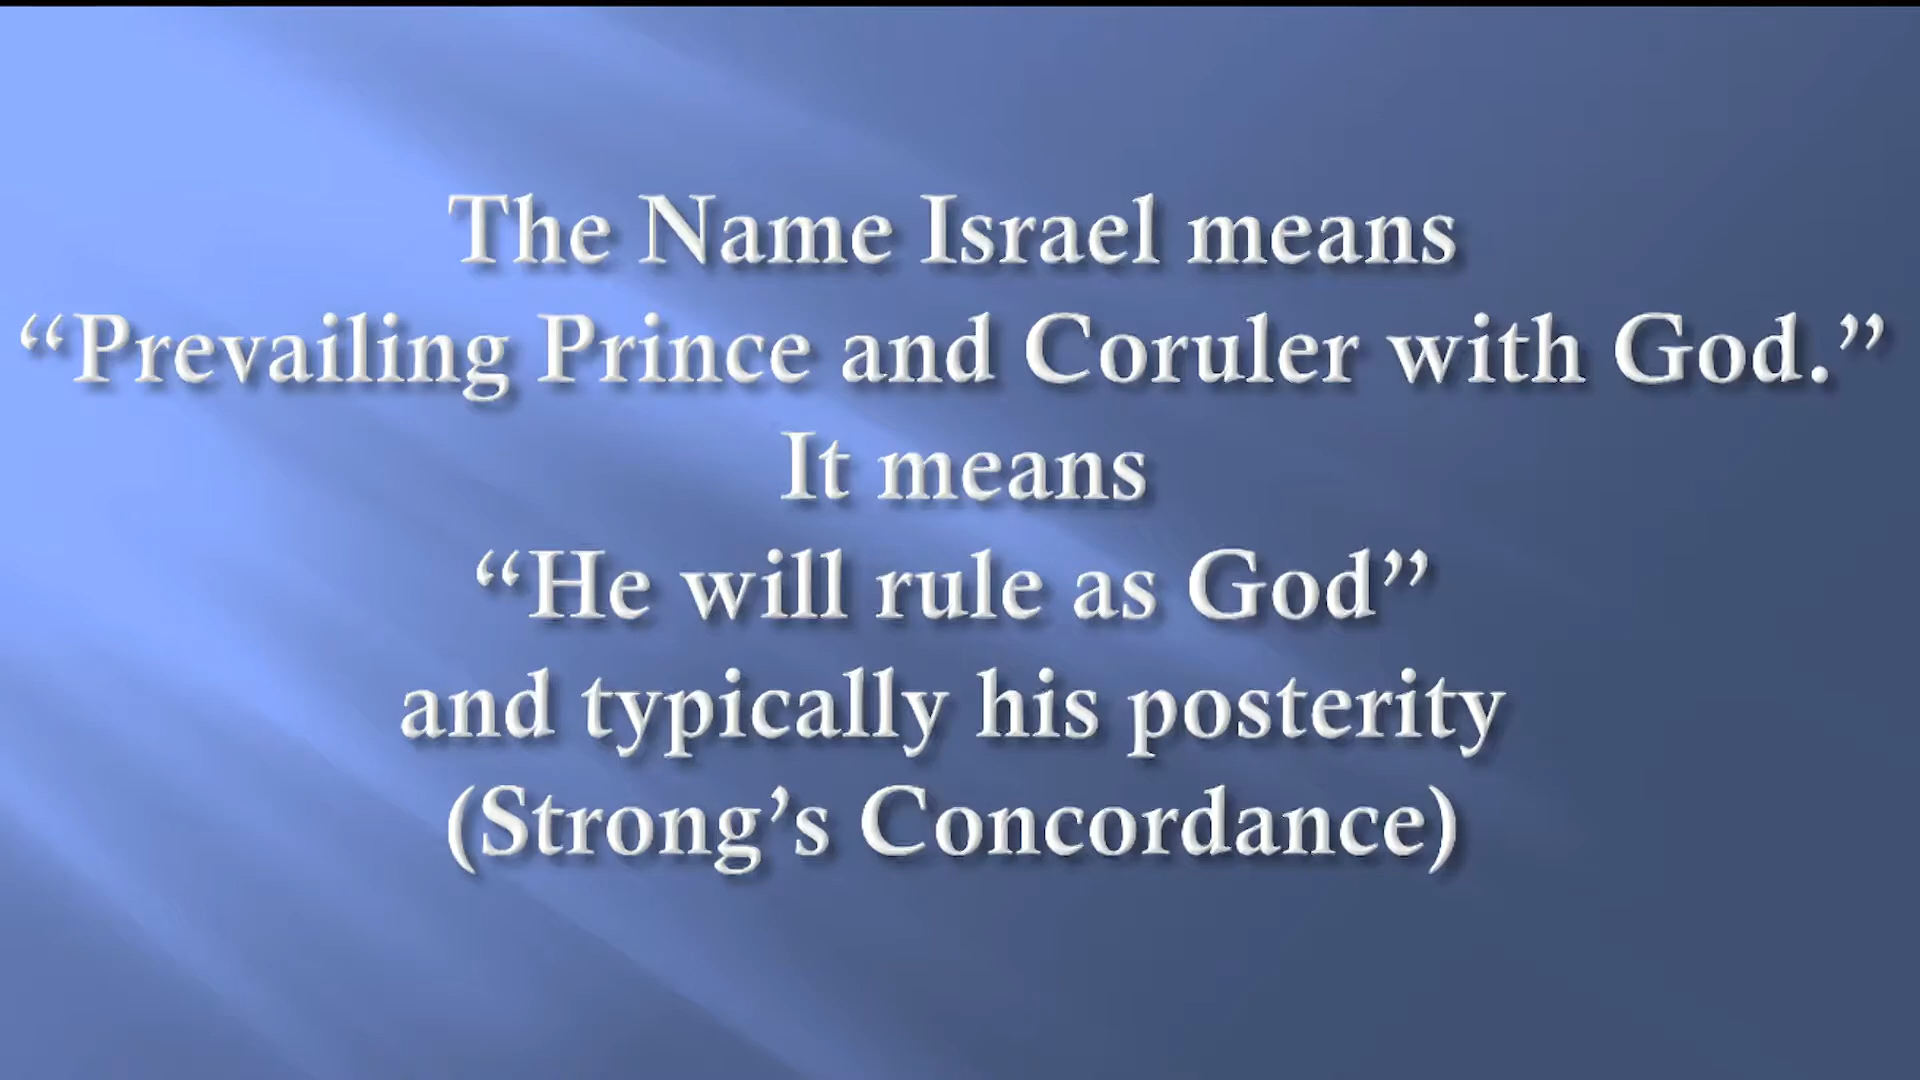 The Name Israel means
“Prevailing Prince and Coruler with God.”
It means
“He will rule as God”
and typically his posterity
(Strong’s Concordance)